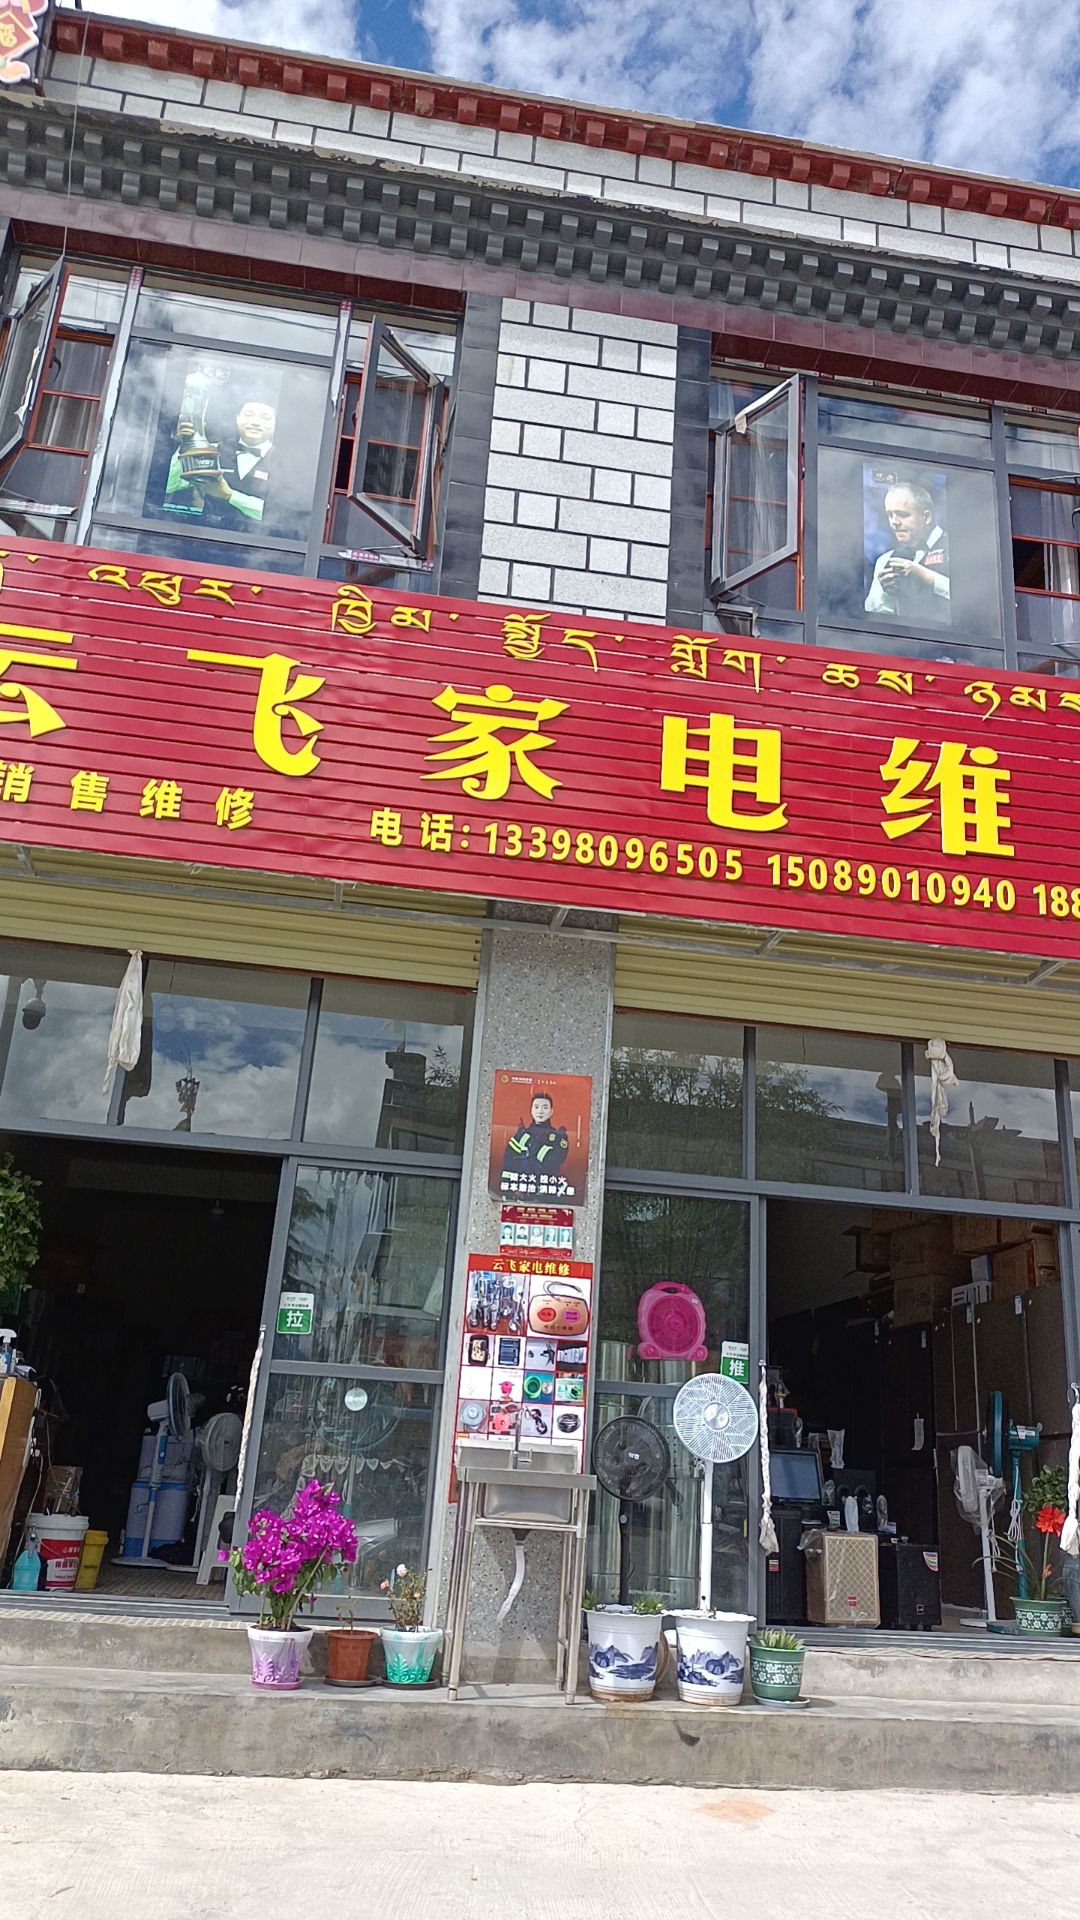 འཕུར་ ཁྱིམ་ སྤྱོད་ གློག་ ཆས་ ཉམས
云飞家电维
销售维修
电话: 13398096505 15089010940 188
云飞家电维修
拉
推